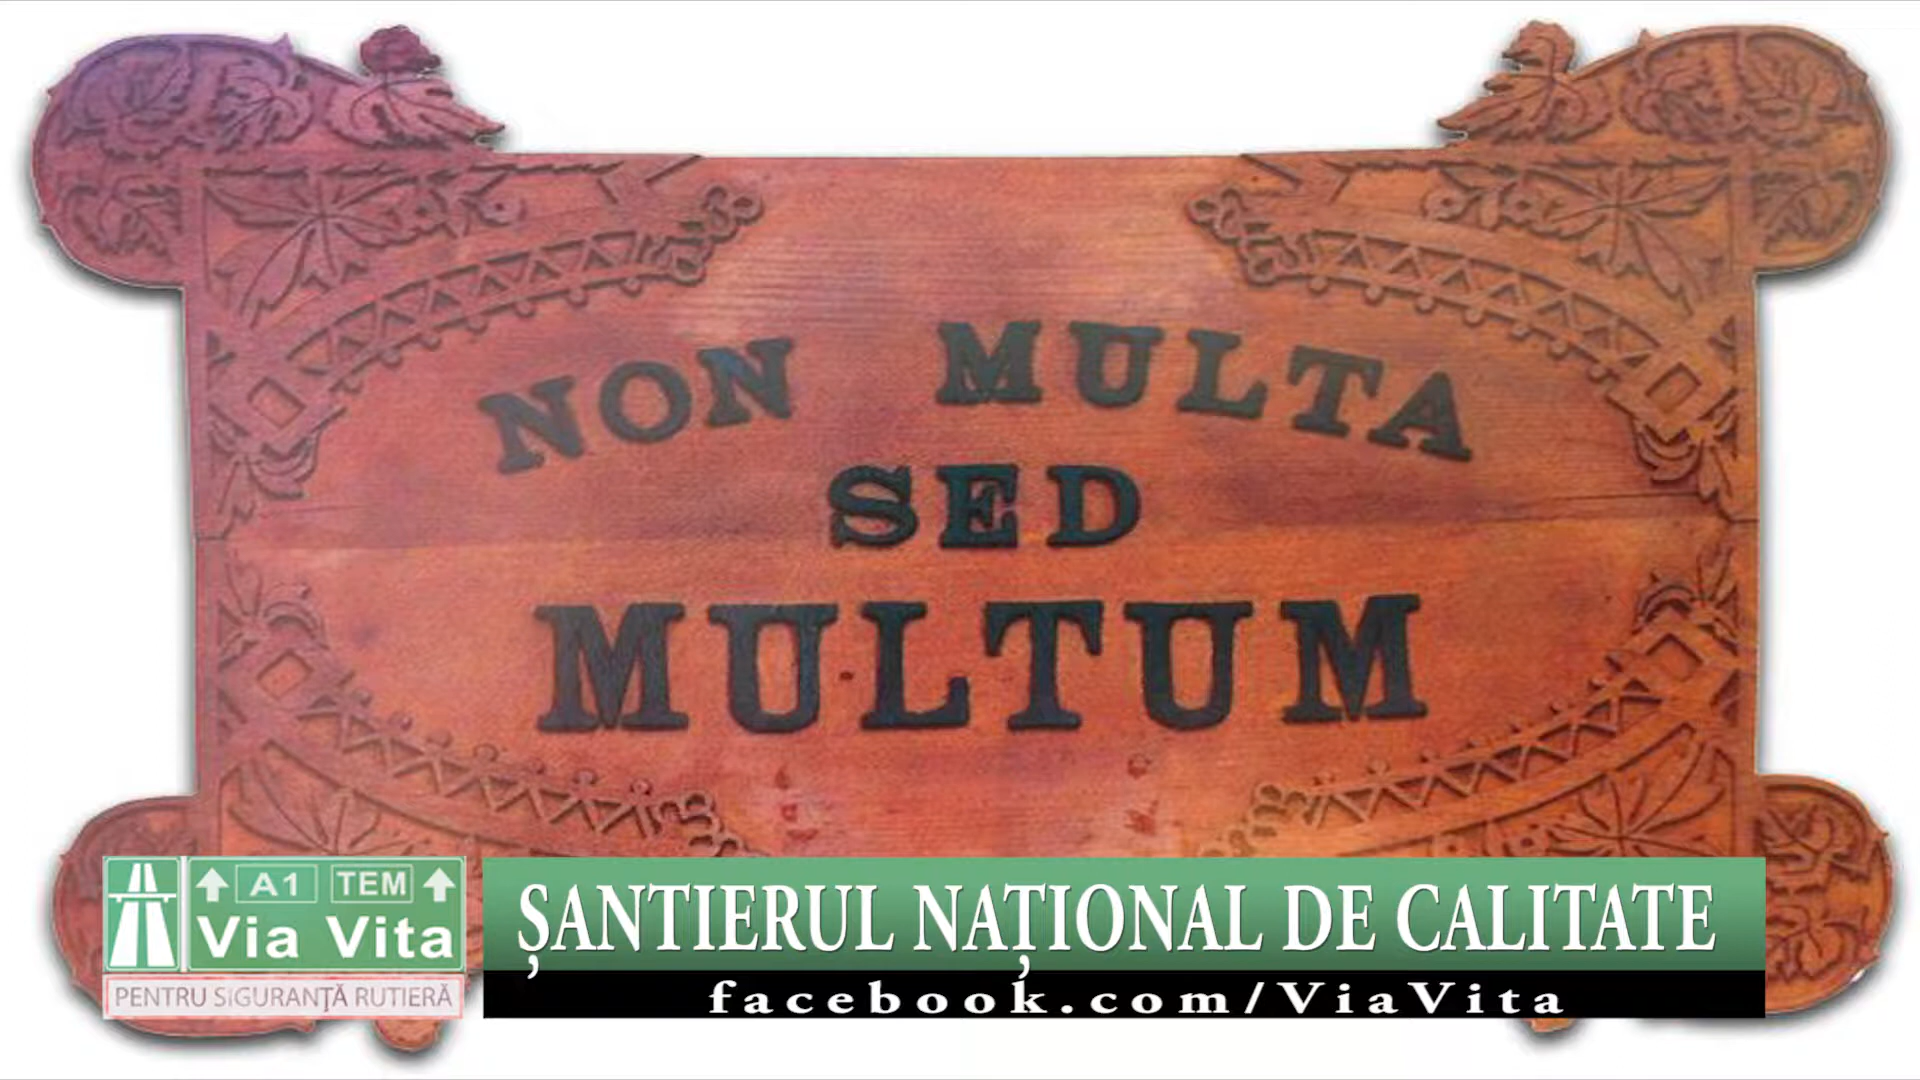 NON MULTA
SED
MULTUM
A1 TEM
Via Vita
PENTRU SIGURANȚĂ RUTIERĂ
ȘANTIERUL NAȚIONAL DE CALITATE
facebook.com/ViaVita